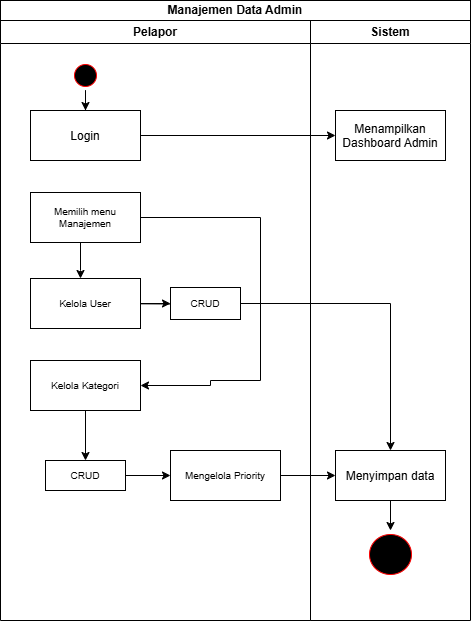 Manajemen Data Admin
Pelapor
Sistem
Login
Menampilkan
Dashboard Admin
Memilih menu
Manajemen
Kelola User
CRUD
Kelola Kategori
CRUD
Mengelola Priority
Menyimpan data